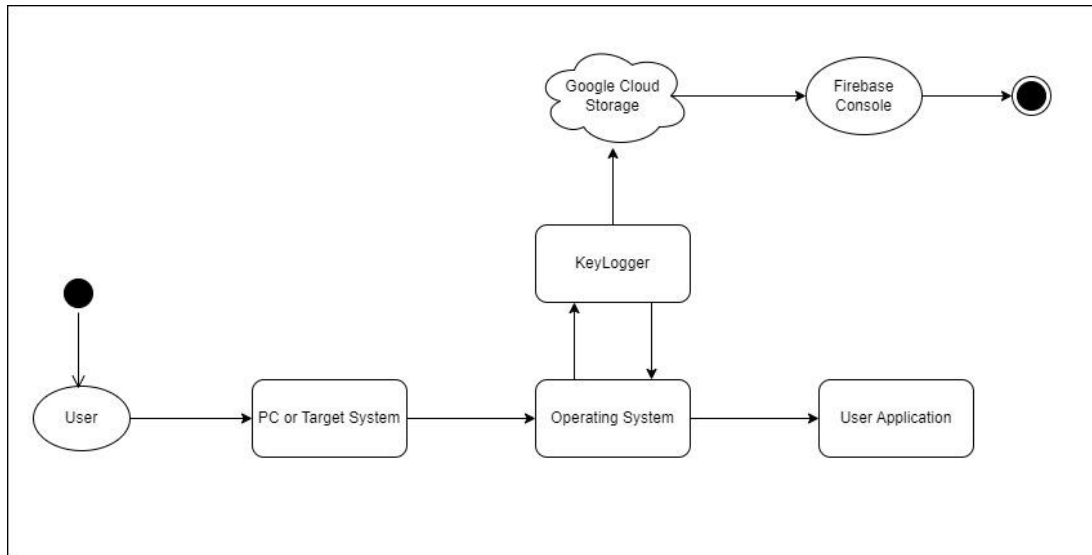 Google Cloud
Storage
Firebase
Console
KeyLogger
User
PC or Target System
Operating System
User Application